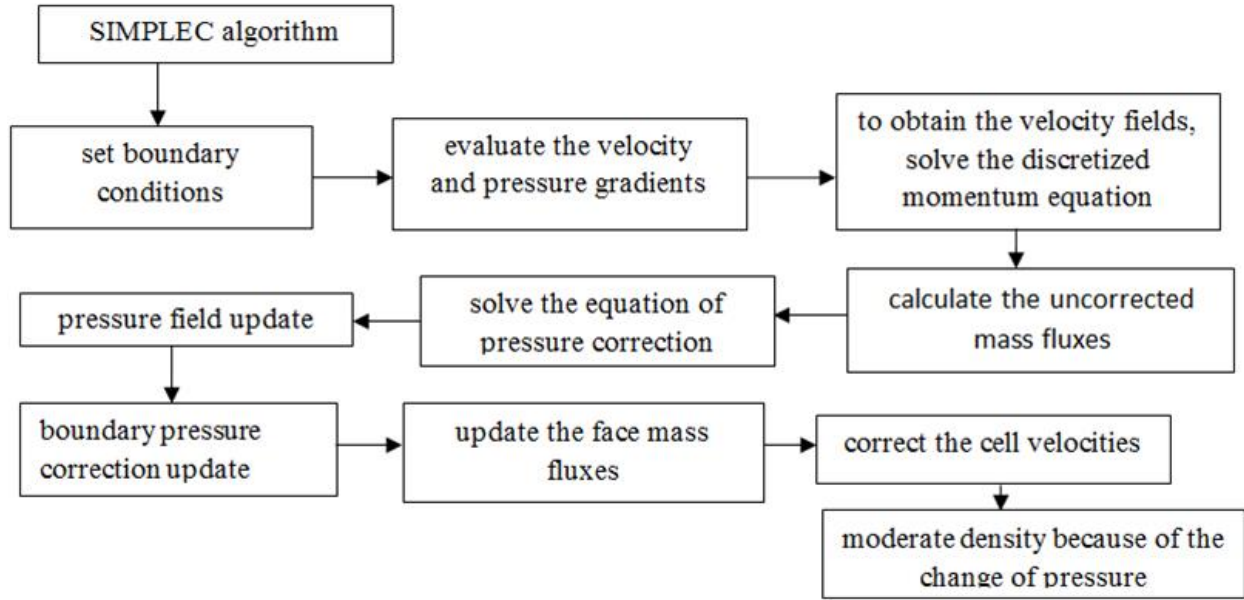 SIMPLEC algorithm
set boundary
conditions
evaluate the velocity
and pressure gradients
to obtain the velocity fields,
solve the discretized
momentum equation
calculate the uncorrected
mass fluxes
solve the equation of
pressure correction
pressure field update
boundary pressure
correction update
update the face mass
fluxes
correct the cell velocities
moderate density because of the
change of pressure